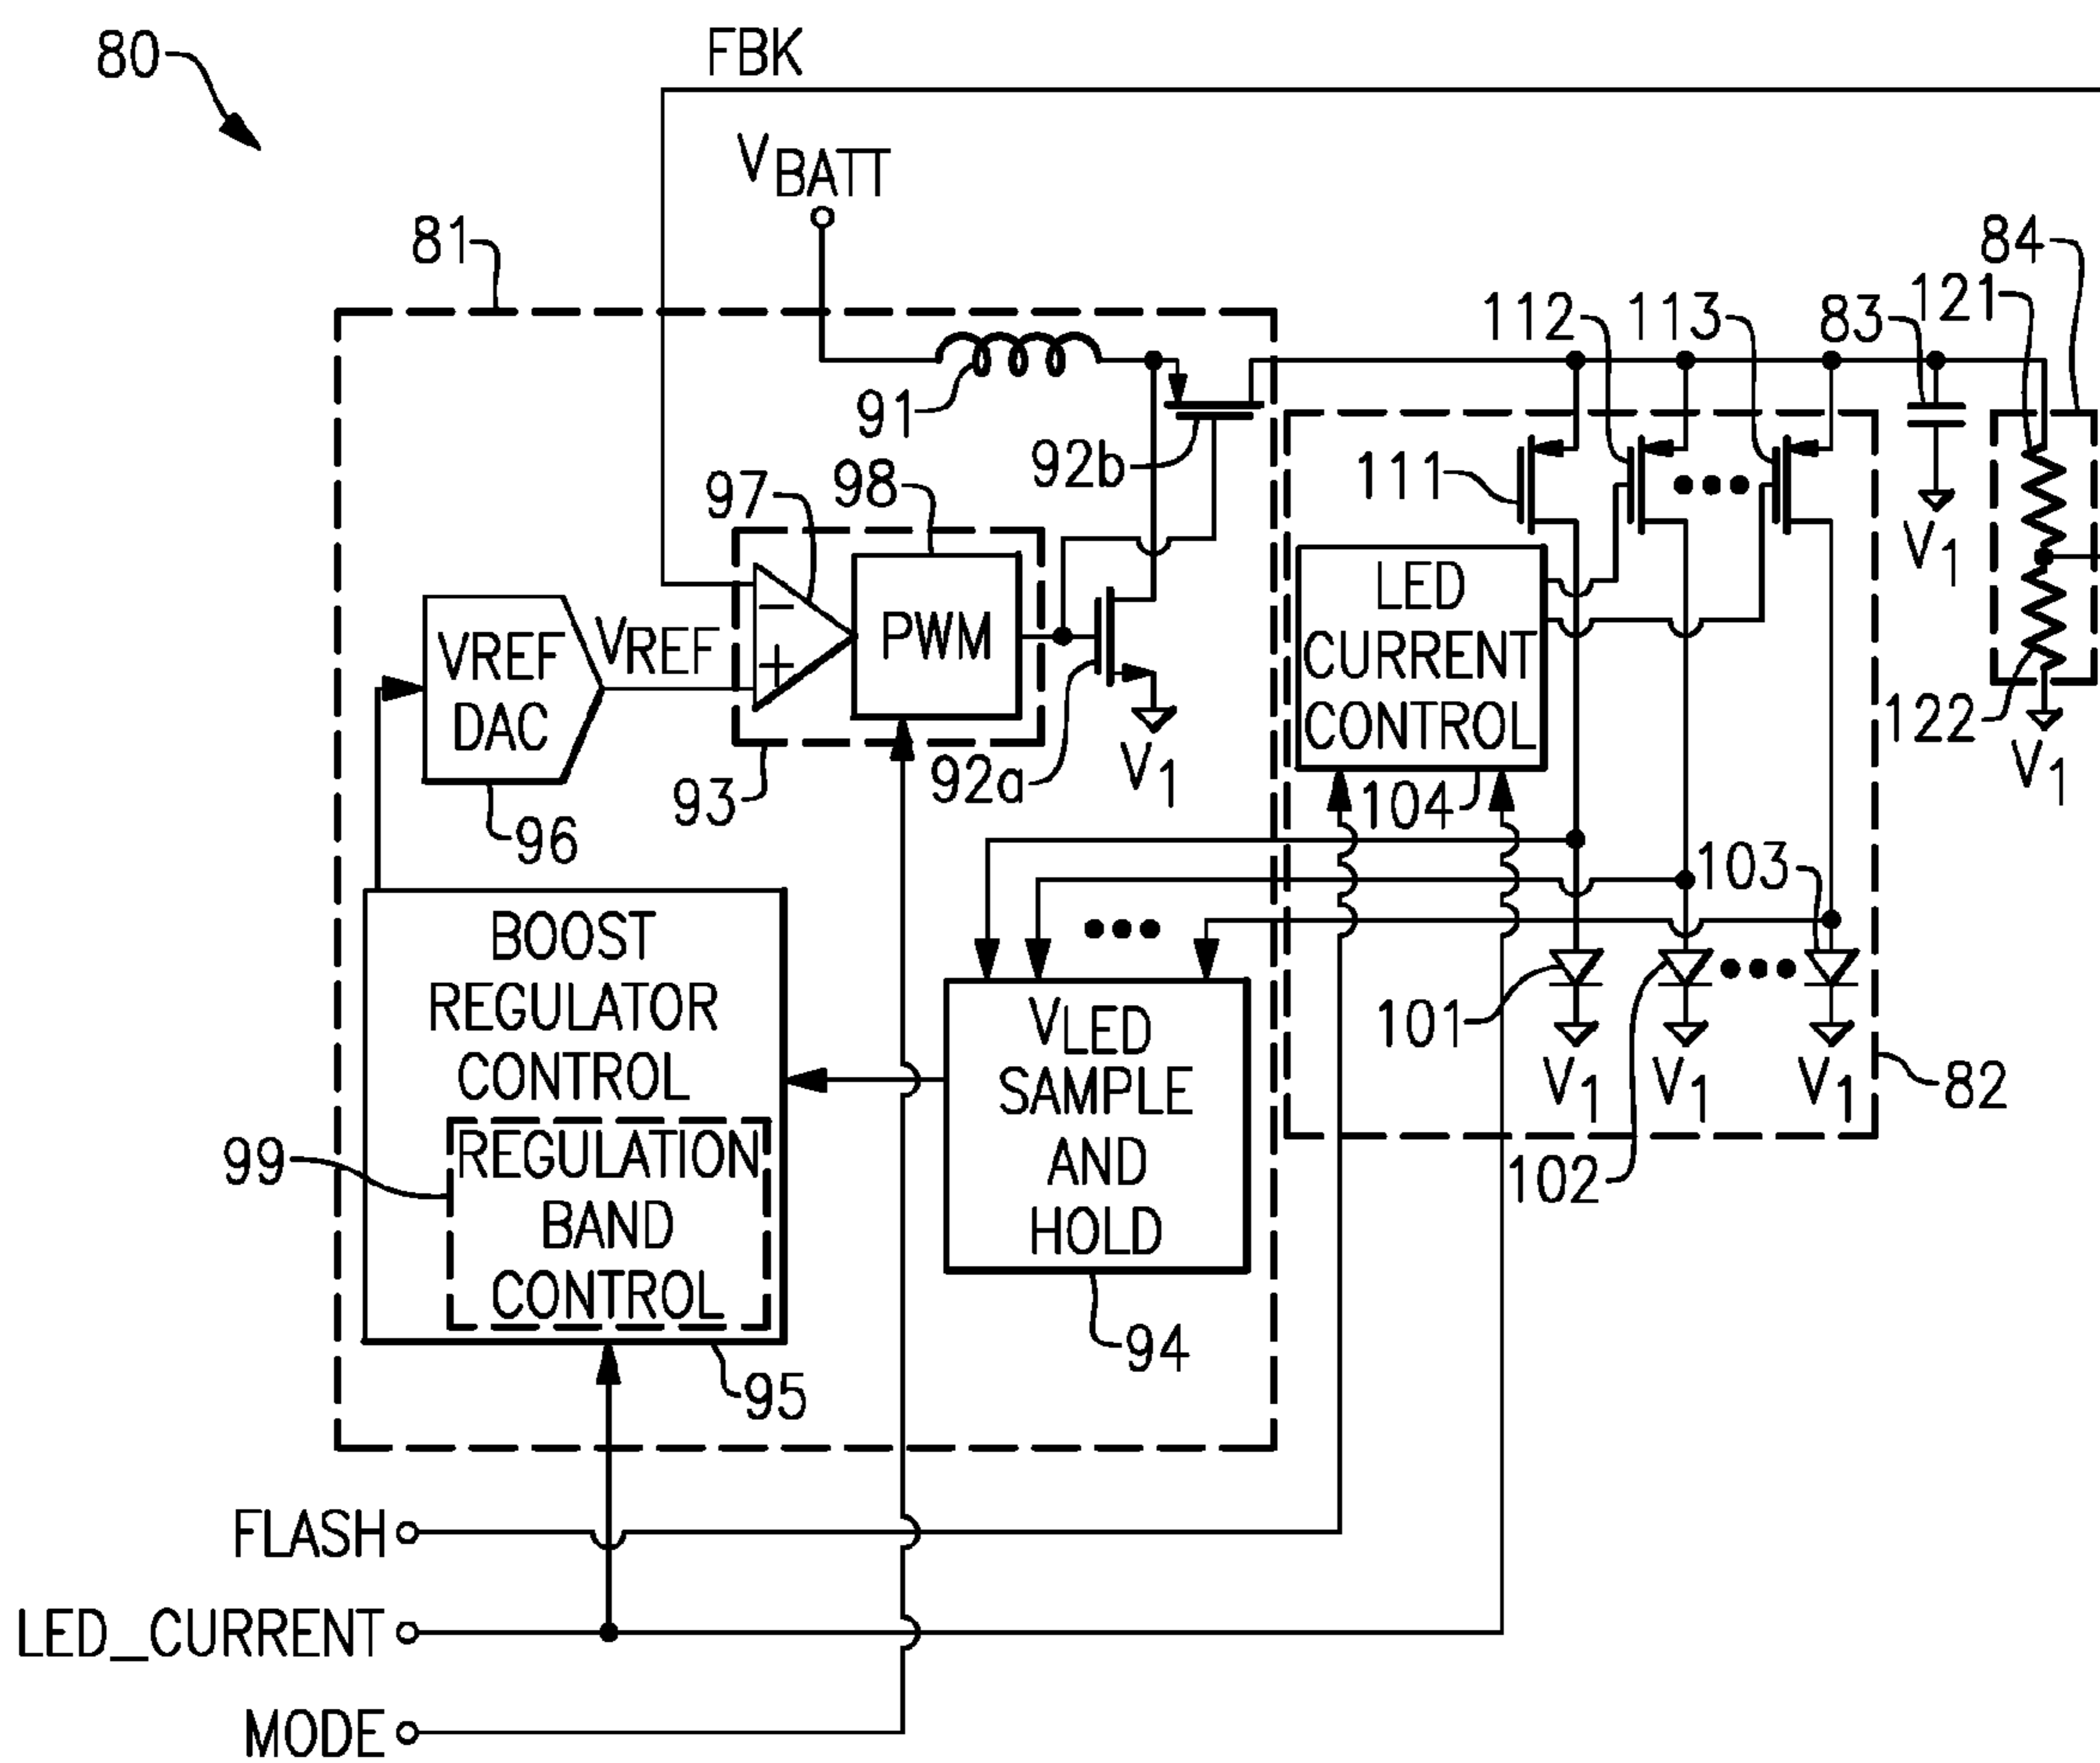 80
FBK
VBATT
81
84
112
113
83
121
91
92b
97
98
111
V1
VREF
DAC
VREF
−
+
PWM
LED
CURRENT
CONTROL
122
V1
93
92a
V1
104
96
103
BOOST
REGULATOR
CONTROL
VLED
SAMPLE
AND
HOLD
101
V1
V1
V1
82
99
REGULATION
BAND
CONTROL
102
94
95
FLASH
LED_CURRENT
MODE